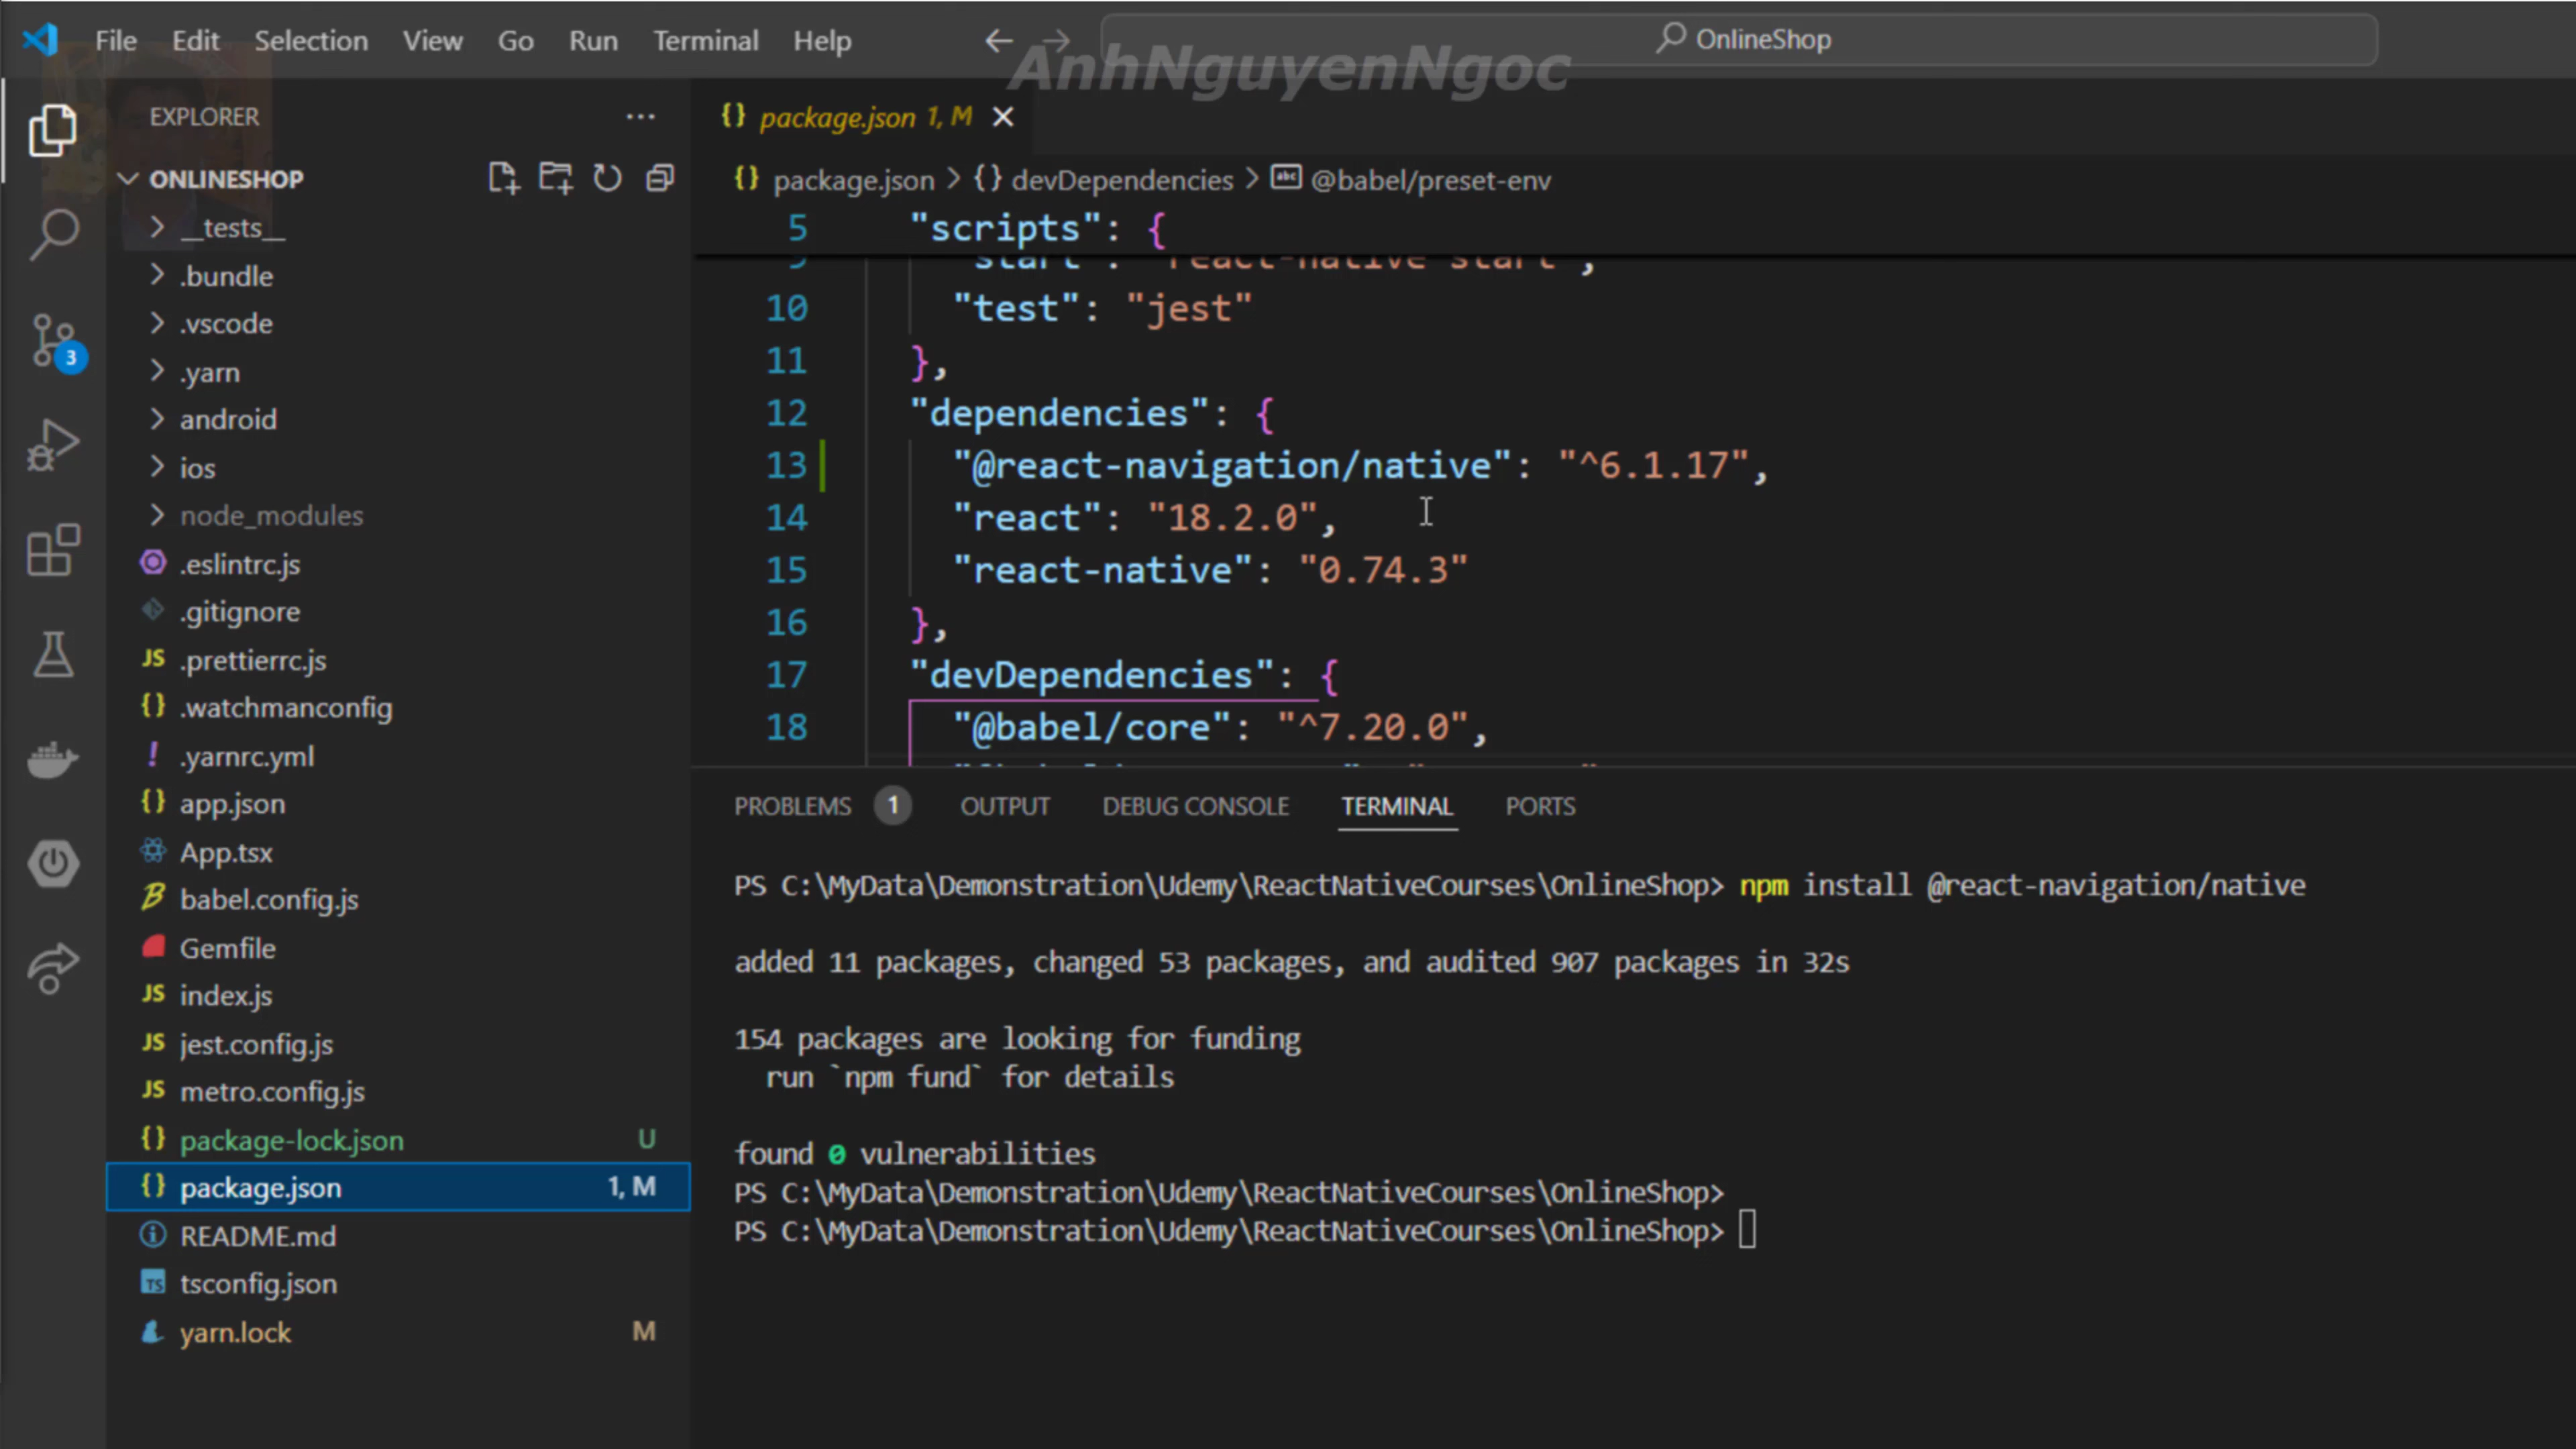 File Edit Selection View Go Run Terminal Help
OnlineShop
AnhNguyenNgoc
EXPLORER
ONLINESHOP
__tests__
.bundle
.vscode
.yarn
android
ios
node_modules
.eslintrc.js
.gitignore
JS .prettierrc.js
{} .watchmanconfig
! .yarnrc.yml
{} app.json
App.tsx
babel.config.js
Gemfile
JS index.js
JS jest.config.js
JS metro.config.js
{} package-lock.json U
{} package.json 1, M
README.md
TS tsconfig.json
yarn.lock M
3
{} package.json 1, M
{} package.json > {} devDependencies > abc @babel/preset-env
5 "scripts": {
9 "start": "react-native start",
10 "test": "jest"
11 },
12 "dependencies": {
13 "@react-navigation/native": "^6.1.17",
14 "react": "18.2.0",
15 "react-native": "0.74.3"
16 },
17 "devDependencies": {
18 "@babel/core": "^7.20.0",
PROBLEMS 1 OUTPUT DEBUG CONSOLE TERMINAL PORTS
PS C:\MyData\Demonstration\Udemy\ReactNativeCourses\OnlineShop> npm install @react-navigation/native
added 11 packages, changed 53 packages, and audited 907 packages in 32s
154 packages are looking for funding
run `npm fund` for details
found 0 vulnerabilities
PS C:\MyData\Demonstration\Udemy\ReactNativeCourses\OnlineShop>
PS C:\MyData\Demonstration\Udemy\ReactNativeCourses\OnlineShop>